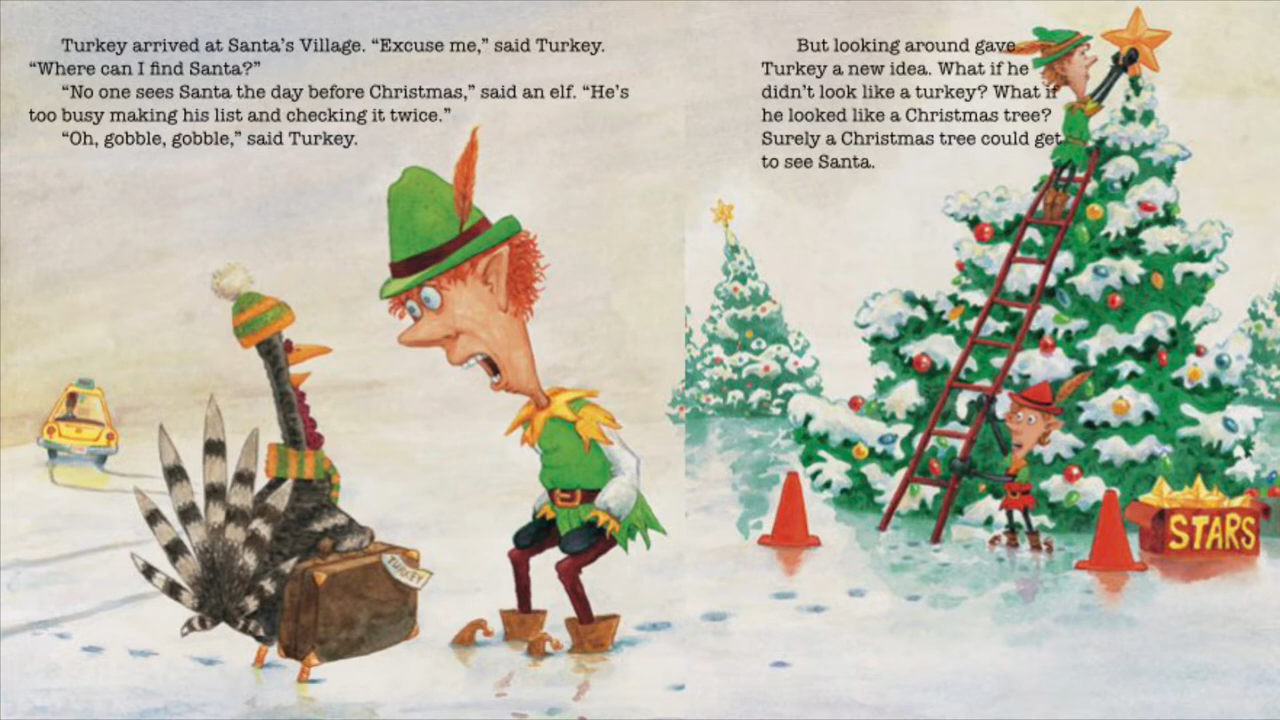 Turkey arrived at Santa’s Village. “Excuse me,” said Turkey.
“Where can I find Santa?”
“No one sees Santa the day before Christmas,” said an elf. “He’s
too busy making his list and checking it twice.”
“Oh, gobble, gobble,” said Turkey.
But looking around gave
Turkey a new idea. What if he
didn’t look like a turkey? What if
he looked like a Christmas tree?
Surely a Christmas tree could get
to see Santa.
TURKEY
STARS